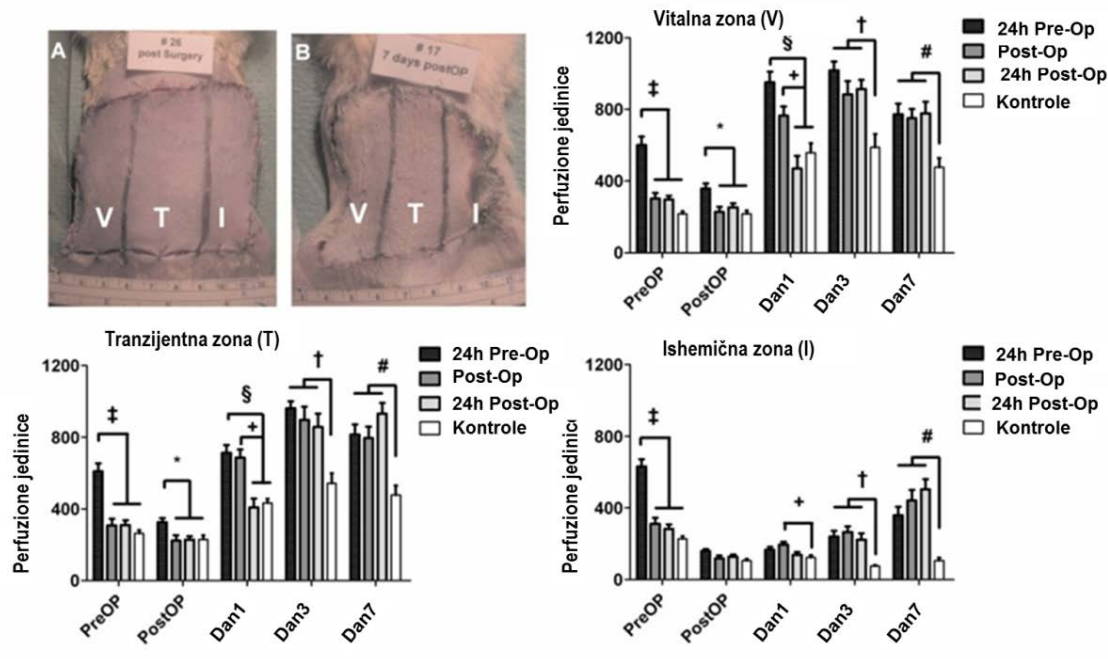 A
# 26
post Surgery
V T I
B
# 17
7 days postOP
V T I
Vitalna zona (V)
Perfuzione jedinice
1200
800
400
0
‡
*
§
+
†
#
PreOP
PostOP
Dan1
Dan3
Dan7
24h Pre-Op
Post-Op
24h Post-Op
Kontrole
Tranzijentna zona (T)
Perfuzione jedinice
1200
800
400
0
‡
*
§
+
†
#
PreOP
PostOP
Dan1
Dan3
Dan7
24h Pre-Op
Post-Op
24h Post-Op
Kontrole
Ishemična zona (I)
Perfuzione jedinice
1200
800
400
0
‡
+
†
#
PreOP
PostOP
Dan1
Dan3
Dan7
24h Pre-Op
Post-Op
24h Post-Op
Kontrole